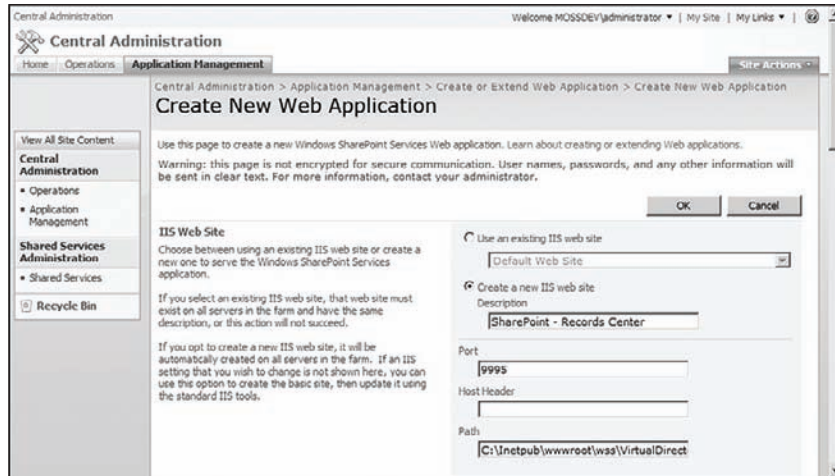 Central Administration
Welcome MOSSDEV\administrator ▾ | My Site | My Links ▾ |
Central Administration
Home Operations Application Management
Site Actions
Central Administration > Application Management > Create or Extend Web Application > Create New Web Application
Create New Web Application
View All Site Content
Central
Administration
▪ Operations
▪ Application
Management
Shared Services
Administration
▪ Shared Services
Recycle Bin
Use this page to create a new Windows SharePoint Services Web application. Learn about creating or extending Web applications.
Warning: this page is not encrypted for secure communication. User names, passwords, and any other information will
be sent in clear text. For more information, contact your administrator.
OK Cancel
IIS Web Site
Choose between using an existing IIS web site or create a
new one to serve the Windows SharePoint Services
application.
If you select an existing IIS web site, that web site must
exist on all servers in the farm and have the same
description, or this action will not succeed.
If you opt to create a new IIS web site, it will be
automatically created on all servers in the farm. If an IIS
setting that you wish to change is not shown here, you can
use this option to create the basic site, then update it using
the standard IIS tools.
Use an existing IIS web site
Default Web Site
Create a new IIS web site
Description
SharePoint - Records Center
Port
9995
Host Header
Path
C:\Inetpub\wwwroot\wss\VirtualDirect